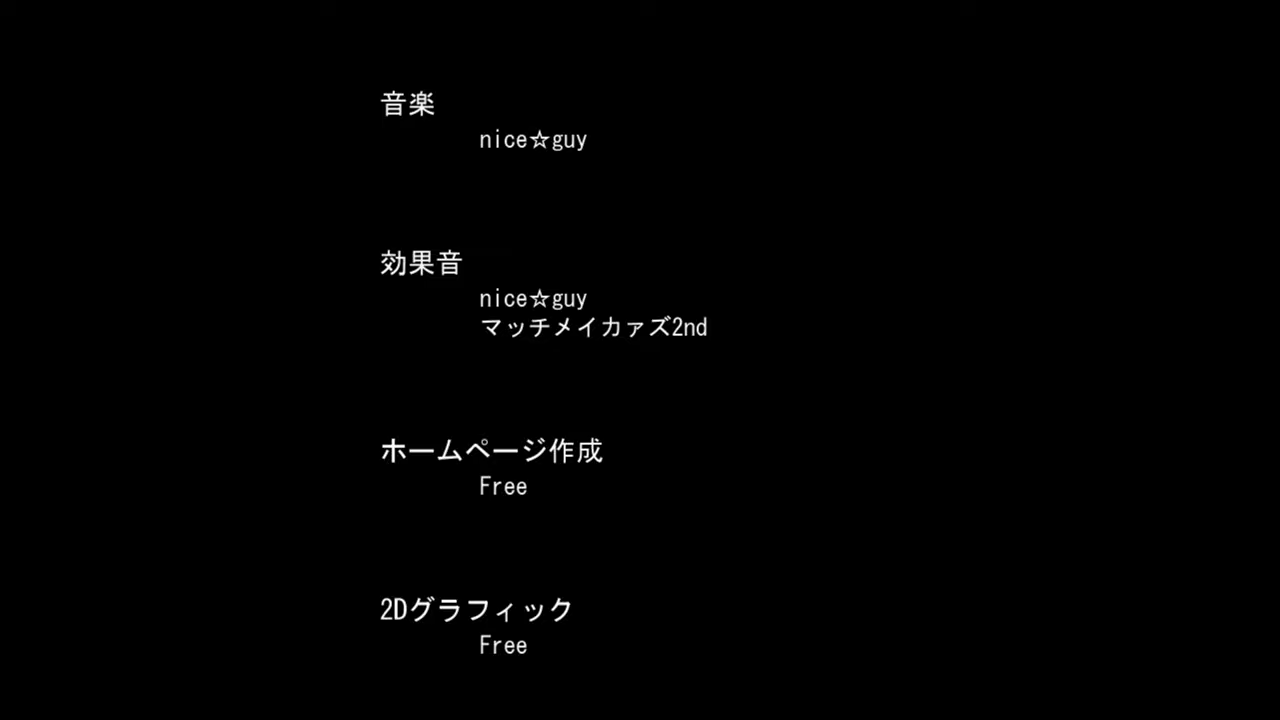 音楽
nice☆guy
効果音
nice☆guy
マッチメイカァズ2nd
ホームページ作成
Free
2Dグラフィック
Free